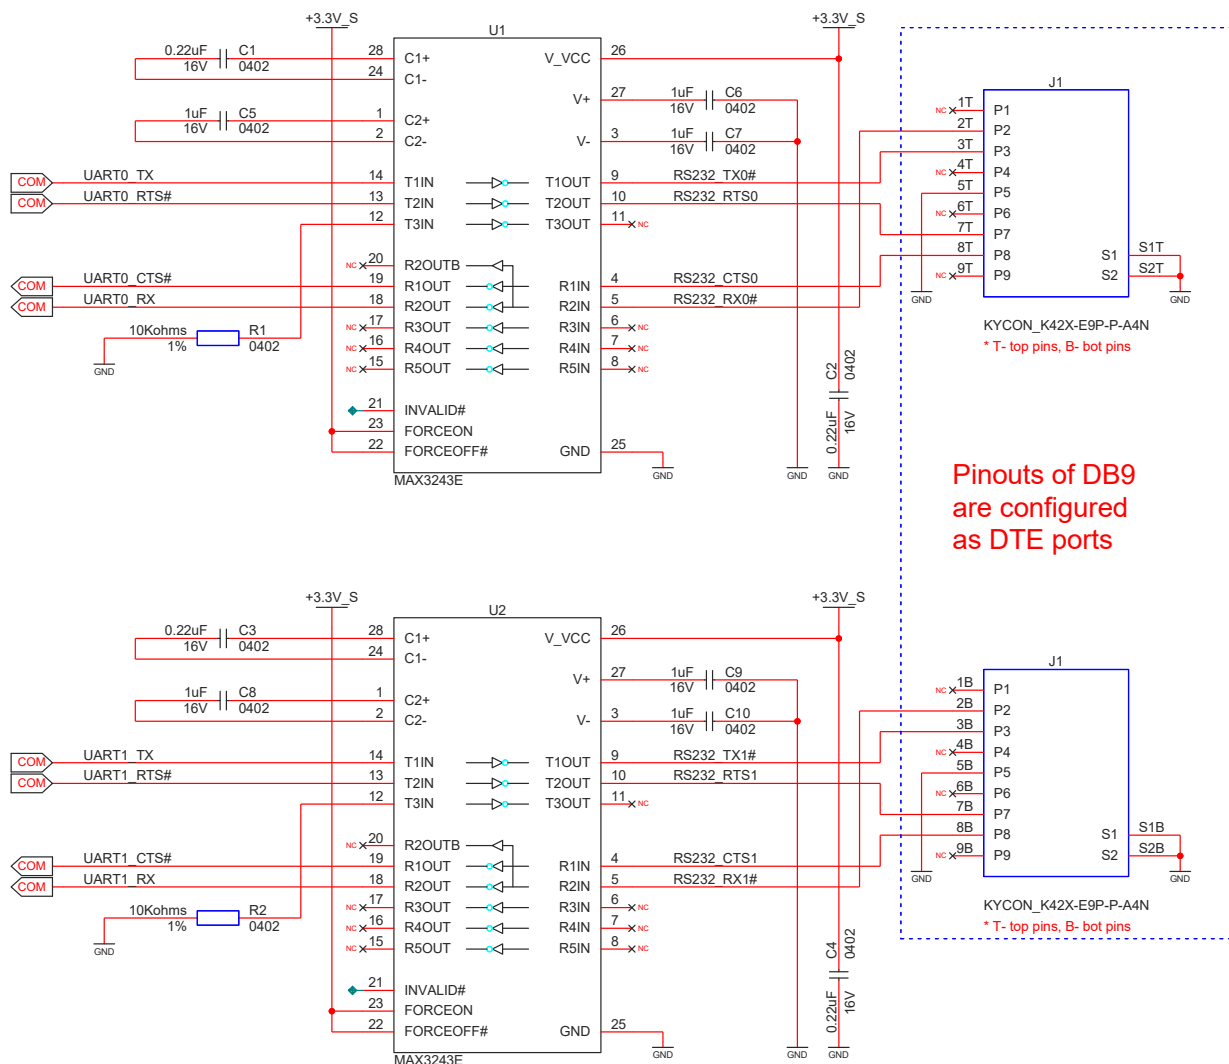 +3.3V_S
+3.3V_S
U1
0.22uF C1
16V 0402
28 C1+
24 C1-
V_VCC 26
1uF C5
16V 0402
1 C2+
2 C2-
V+ 27
1uF C6
16V 0402
V- 3
1uF C7
16V 0402
COM UART0_TX 14 T1IN T1OUT 9 RS232_TX0#
COM UART0_RTS# 13 T2IN T2OUT 10 RS232_RTS0
12 T3IN T3OUT 11 NC
NC 20 R2OUTB
COM UART0_CTS# 19 R1OUT R1IN 4 RS232_CTS0
COM UART0_RX 18 R2OUT R2IN 5 RS232_RX0#
NC 17 R3OUT R3IN 6 NC
NC 16 R4OUT R4IN 7 NC
NC 15 R5OUT R5IN 8 NC
10Kohms R1
1% 0402
GND
21 INVALID#
23 FORCEON
22 FORCEOFF# GND 25
MAX3243E
GND
GND
C2 0402
0.22uF 16V
GND
J1
NC 1T P1
2T P2
3T P3
NC 4T P4
5T P5
NC 6T P6
7T P7
8T P8 S1 S1T
NC 9T P9 S2 S2T
GND
GND
KYCON_K42X-E9P-P-A4N
* T- top pins, B- bot pins
Pinouts of DB9
are configured
as DTE ports
+3.3V_S
+3.3V_S
U2
0.22uF C3
16V 0402
28 C1+
24 C1-
V_VCC 26
1uF C8
16V 0402
1 C2+
2 C2-
V+ 27
1uF C9
16V 0402
V- 3
1uF C10
16V 0402
COM UART1_TX 14 T1IN T1OUT 9 RS232_TX1#
COM UART1_RTS# 13 T2IN T2OUT 10 RS232_RTS1
12 T3IN T3OUT 11 NC
NC 20 R2OUTB
COM UART1_CTS# 19 R1OUT R1IN 4 RS232_CTS1
COM UART1_RX 18 R2OUT R2IN 5 RS232_RX1#
NC 17 R3OUT R3IN 6 NC
NC 16 R4OUT R4IN 7 NC
NC 15 R5OUT R5IN 8 NC
10Kohms R2
1% 0402
GND
21 INVALID#
23 FORCEON
22 FORCEOFF# GND 25
MAX3243E
GND
GND
C4 0402
0.22uF 16V
GND
J1
NC 1B P1
2B P2
3B P3
NC 4B P4
5B P5
NC 6B P6
7B P7
8B P8 S1 S1B
NC 9B P9 S2 S2B
GND
GND
KYCON_K42X-E9P-P-A4N
* T- top pins, B- bot pins